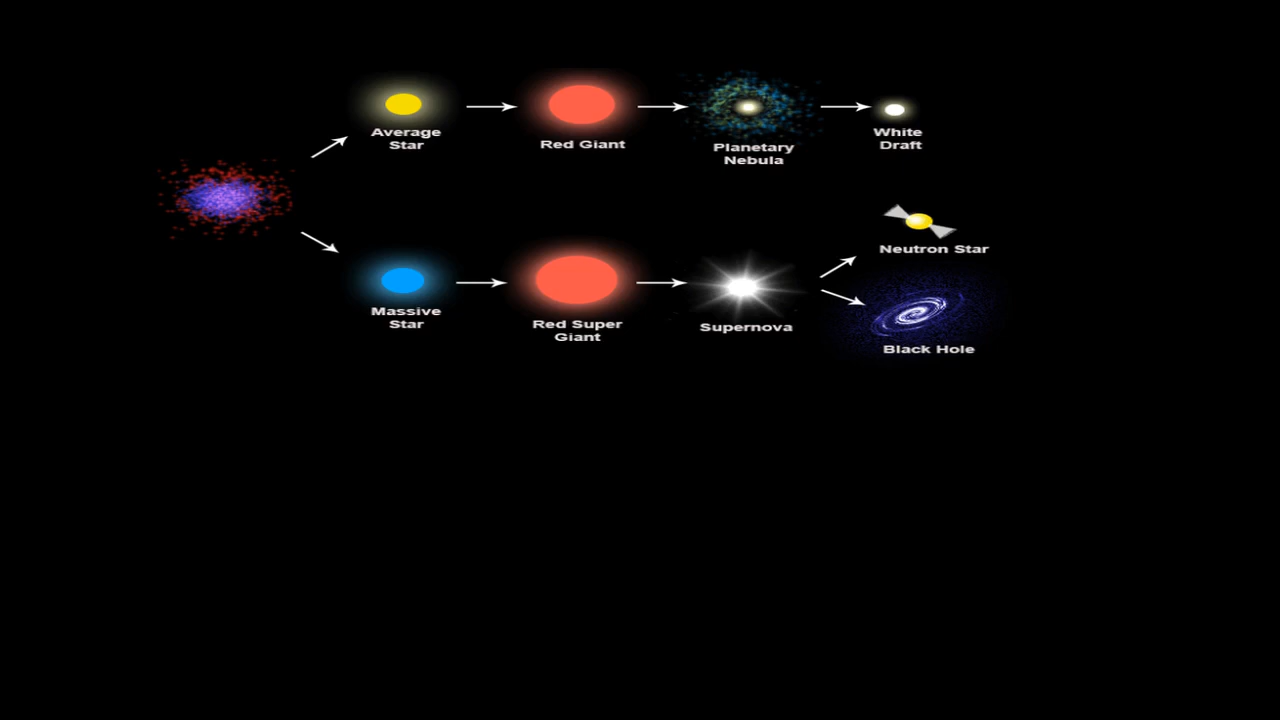 Average
Star
Red Giant
Planetary
Nebula
White
Draft
Neutron Star
Massive
Star
Red Super
Giant
Supernova
Black Hole